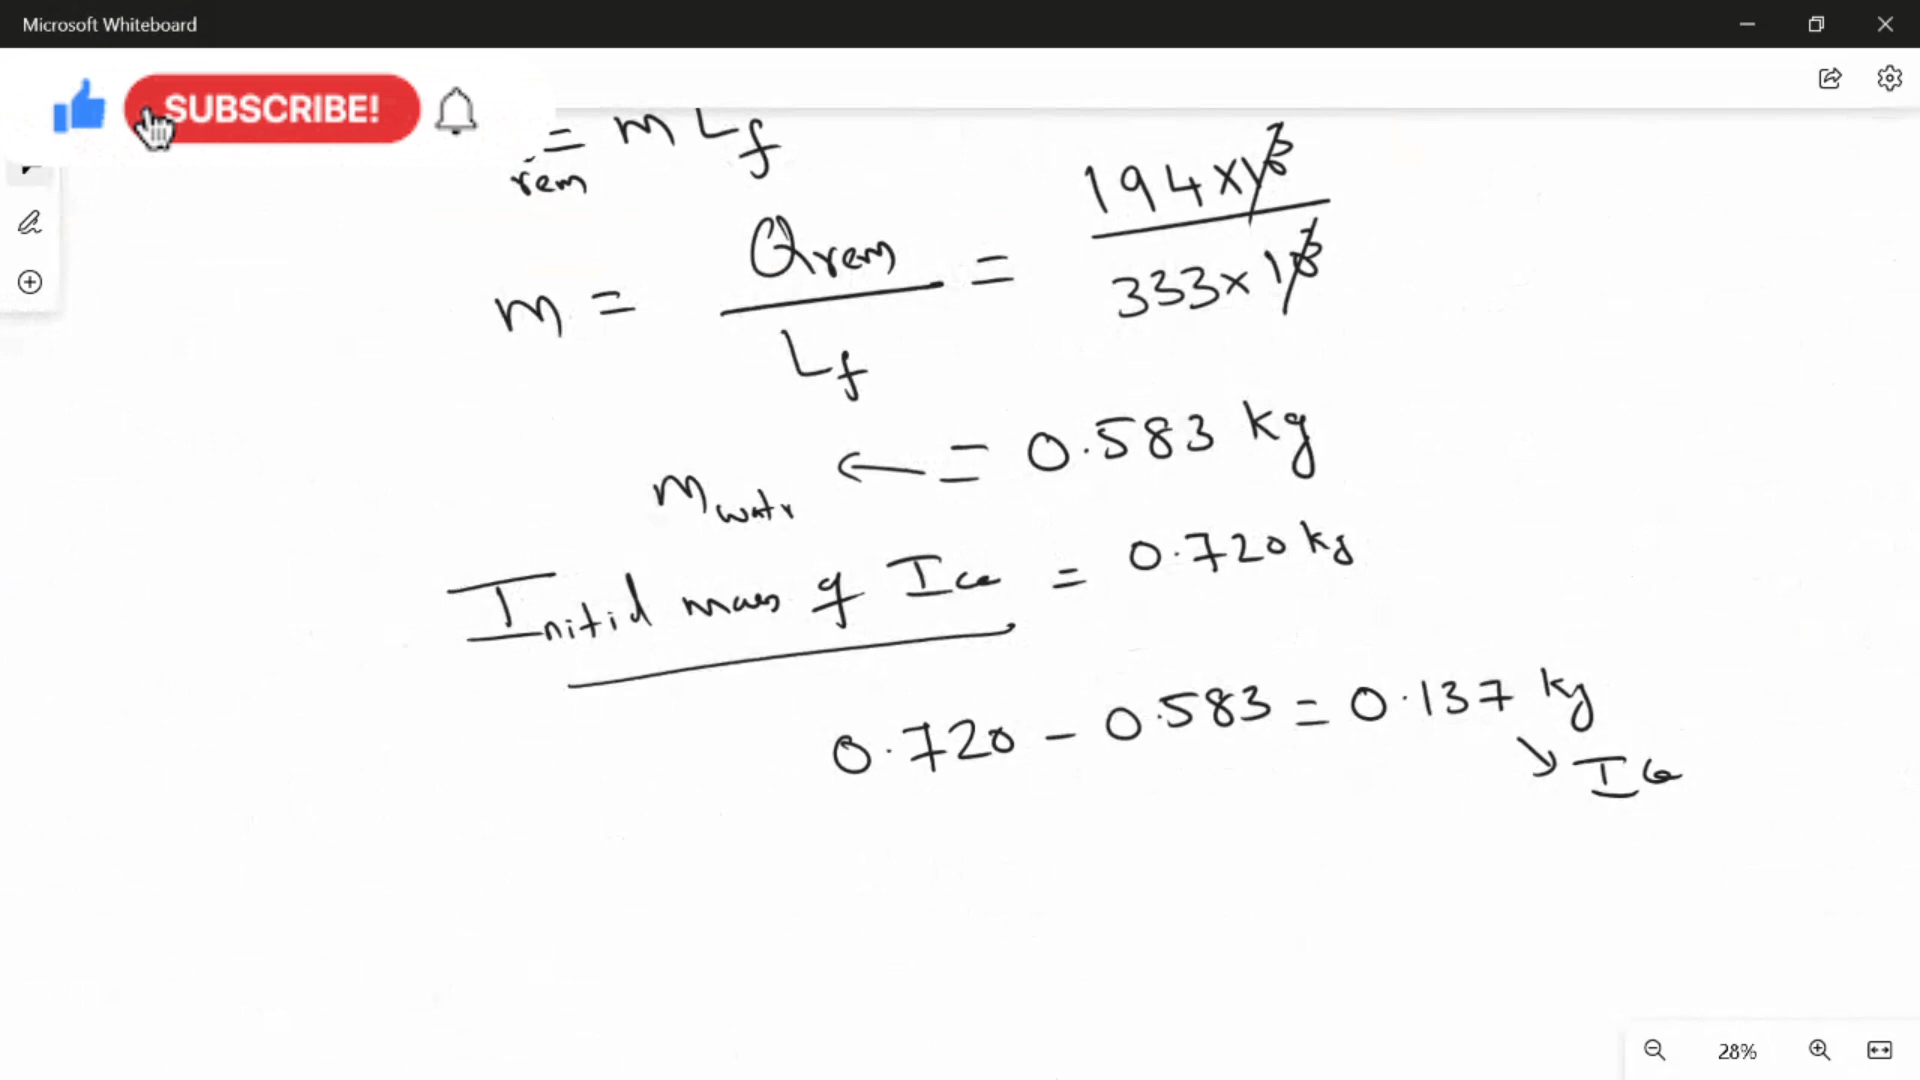 Microsoft Whiteboard
SUBSCRIBE!
rem = m Lf
m = Qrem / Lf = 194 x 10³ / 333 x 10³
mwatr ← = 0.583 kg
Initial mass of Ice = 0.720 kg
0.720 - 0.583 = 0.137 kg
↘ Ice
28%